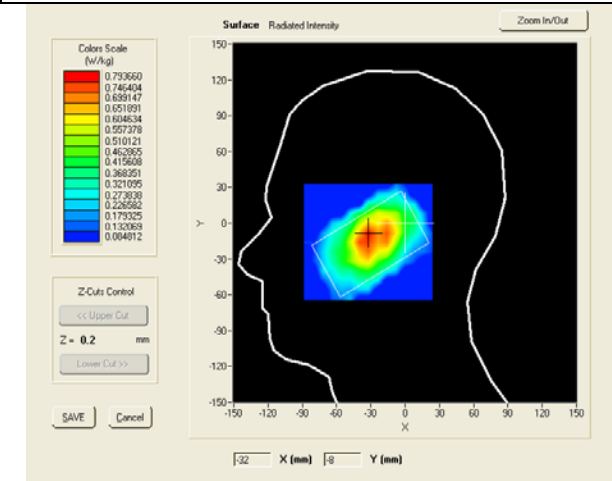 Surface Radiated Intensity
Zoom In/Out
Colors Scale
(W/kg)
0.793660
0.746404
0.699147
0.651891
0.604634
0.557378
0.510121
0.462865
0.415608
0.368351
0.321095
0.273838
0.226582
0.179325
0.132069
0.084812
150
120
90
60
30
0
-30
-60
-90
-120
-150
Y
-150 -120 -90 -60 -30 0 30 60 90 120 150
X
Z-Cuts Control
<< Upper Cut
Z = 0.2 mm
Lower Cut >>
SAVE Cancel
-32 X (mm) -8 Y (mm)